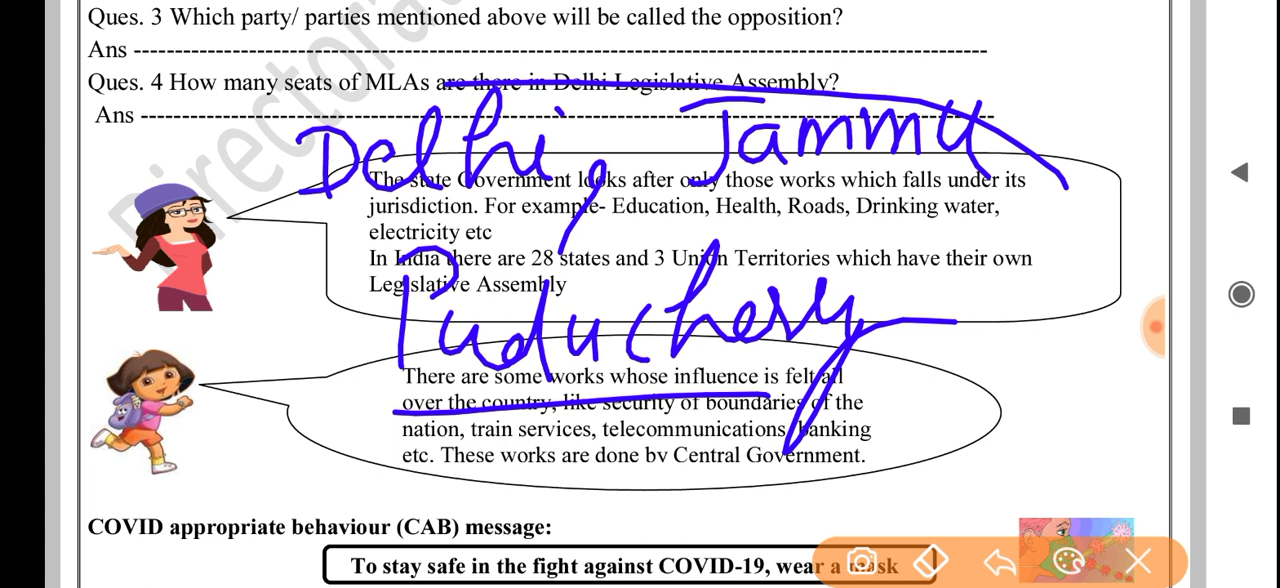 Ques. 3 Which party/ parties mentioned above will be called the opposition?
Ans ----------------------------------------------------------------
Ques. 4 How many seats of MLAs are there in Delhi Legislative Assembly?
Ans ----------------------------------------------------------------
Delhi, Jammu
The state Government looks after only those works which falls under its
jurisdiction. For example- Education, Health, Roads, Drinking water,
electricity etc
In India there are 28 states and 3 Union Territories which have their own
Legislative Assembly
Puducherry
There are some works whose influence is felt all
over the country, like security of boundaries of the
nation, train services, telecommunications, banking
etc. These works are done by Central Government.
COVID appropriate behaviour (CAB) message:
To stay safe in the fight against COVID-19, wear a mask